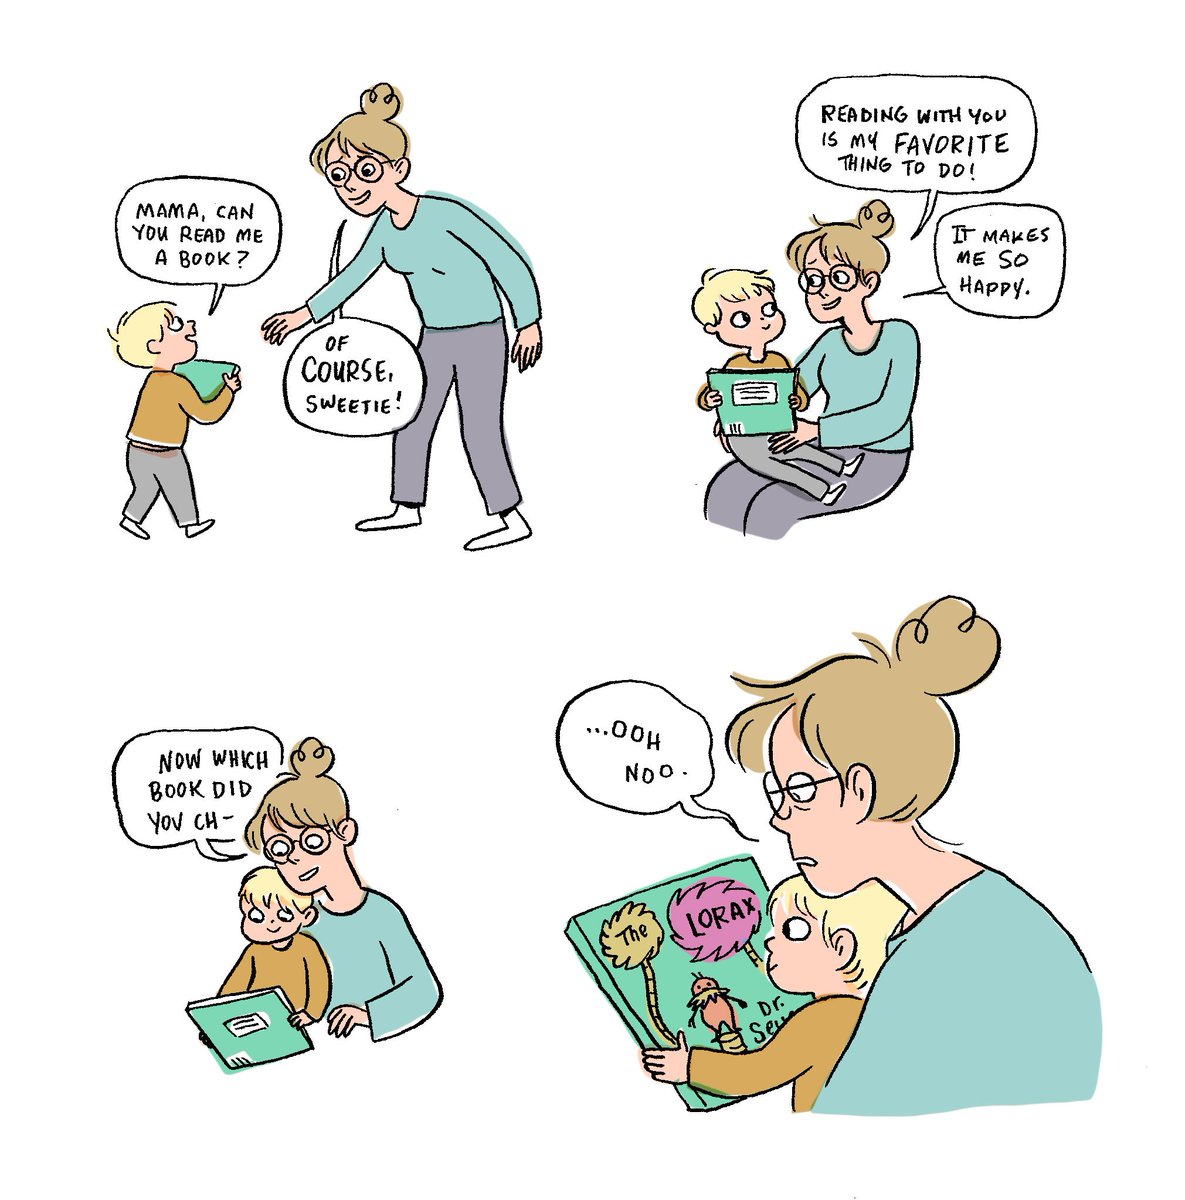 MAMA, CAN
YOU READ ME
A BOOK?
OF
COURSE,
SWEETIE!
READING WITH YOU
IS MY FAVORITE
THING TO DO!
IT MAKES
ME SO
HAPPY.
NOW WHICH
BOOK DID
YOU CH-
...OOH
NOO.
The
LORAX
Dr.